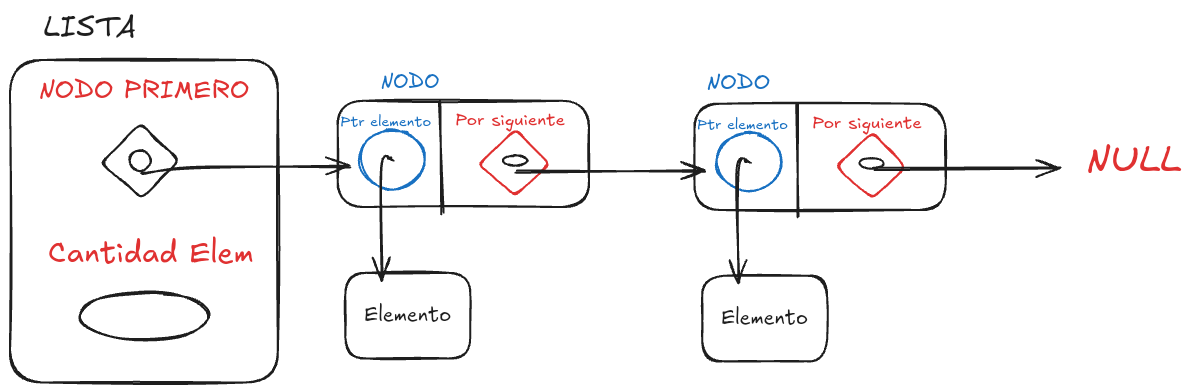 LISTA
NODO PRIMERO
Cantidad Elem
NODO
Ptr elemento
Por siguiente
Elemento
NODO
Ptr elemento
Por siguiente
Elemento
NULL